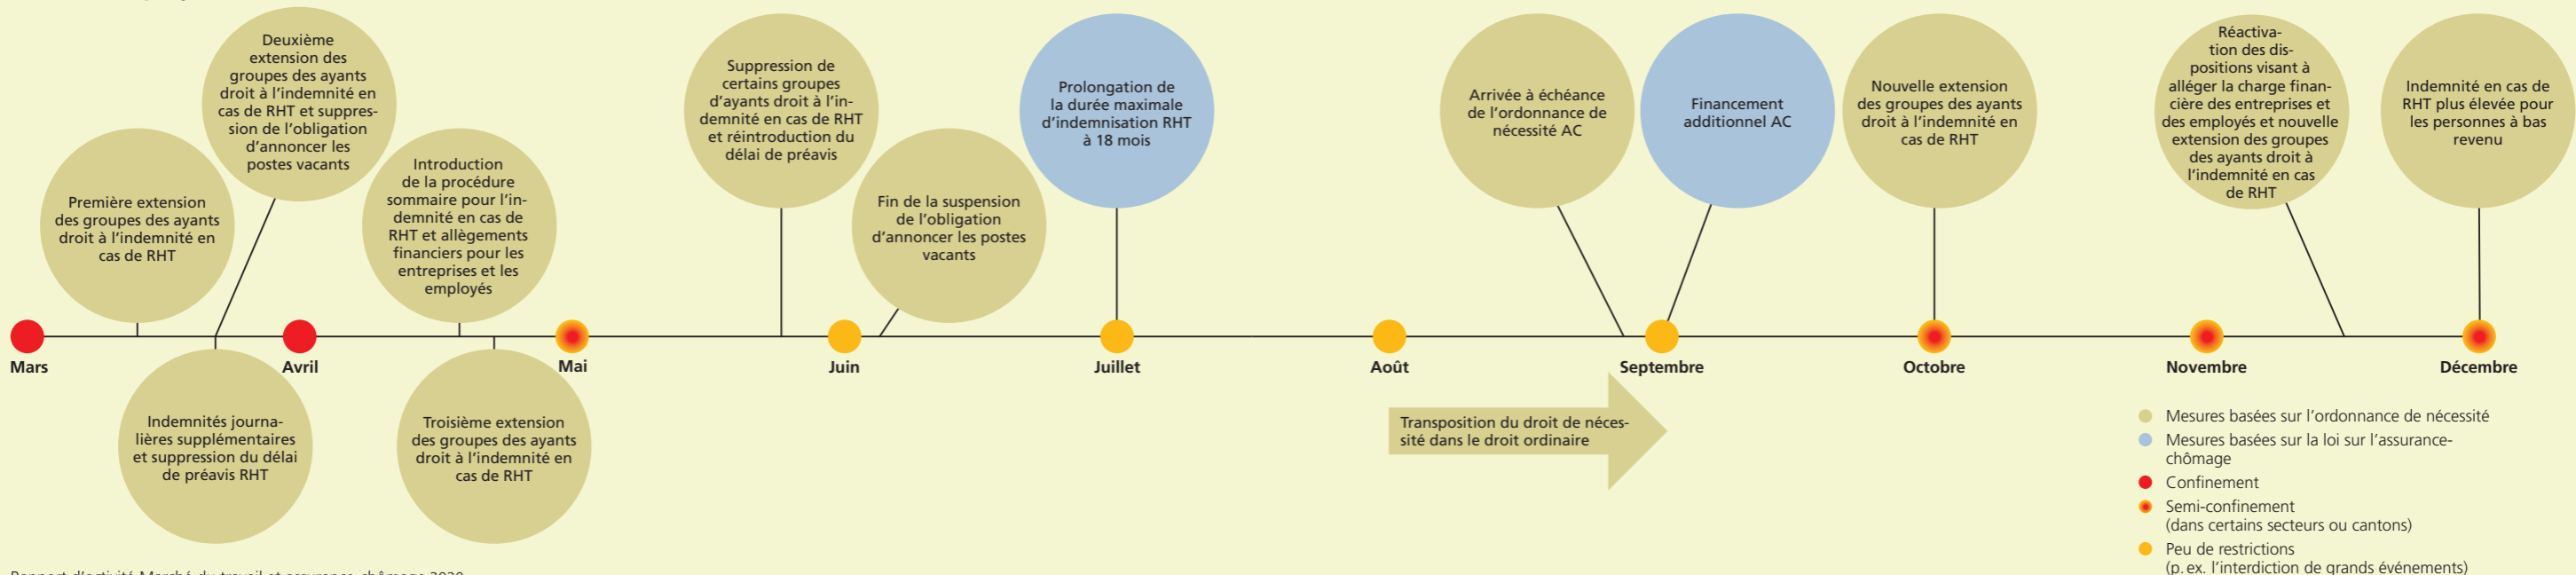 Première extension
des groupes des ayants
droit à l’indemnité en
cas de RHT
Deuxième
extension des
groupes des ayants
droit à l’indemnité en
cas de RHT et suppres-
sion de l’obligation
d’annoncer les
postes vacants
Introduction
de la procédure
sommaire pour l’in-
demnité en cas de
RHT et allègements
financiers pour les
entreprises et les
employés
Suppression de
certains groupes
d’ayants droit à l’in-
demnité en cas de RHT
et réintroduction du
délai de préavis
Fin de la suspension
de l’obligation
d’annoncer les postes
vacants
Prolongation de
la durée maximale
d’indemnisation RHT
à 18 mois
Arrivée à échéance
de l’ordonnance de
nécessité AC
Financement
additionnel AC
Nouvelle extension
des groupes des ayants
droit à l’indemnité en
cas de RHT
Réactiva-
tion des dis-
positions visant à
alléger la charge finan-
cière des entreprises et
des employés et nouvelle
extension des groupes
des ayants droit à
l’indemnité en cas
de RHT
Indemnité en cas de
RHT plus élevée pour
les personnes à bas
revenu
Mars
Avril
Mai
Juin
Juillet
Août
Septembre
Octobre
Novembre
Décembre
Indemnités journa-
lières supplémentaires
et suppression du délai
de préavis RHT
Troisième extension
des groupes des ayants
droit à l’indemnité en
cas de RHT
Transposition du droit de néces-
sité dans le droit ordinaire
Mesures basées sur l’ordonnance de nécessité
Mesures basées sur la loi sur l’assurance-
chômage
Confinement
Semi-confinement
(dans certains secteurs ou cantons)
Peu de restrictions
(p. ex. l’interdiction de grands événements)